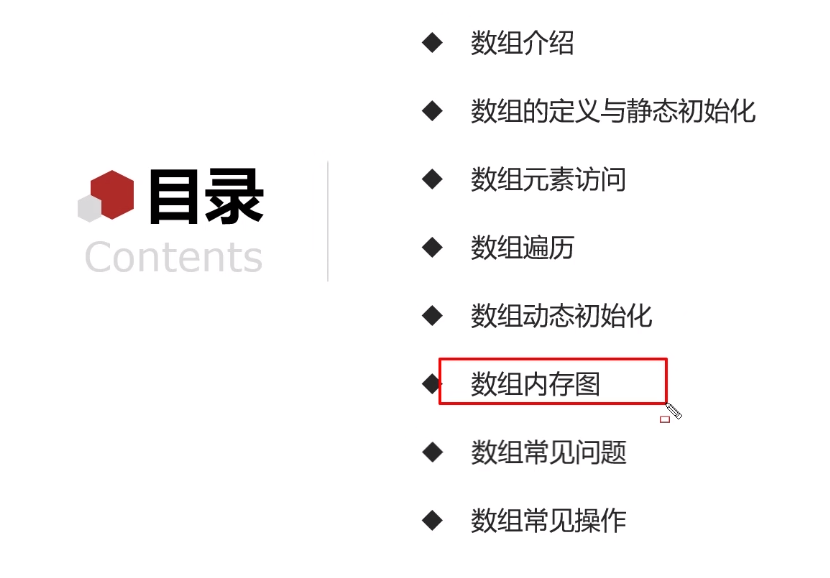 目录
Contents
数组介绍
数组的定义与静态初始化
数组元素访问
数组遍历
数组动态初始化
数组内存图
数组常见问题
数组常见操作